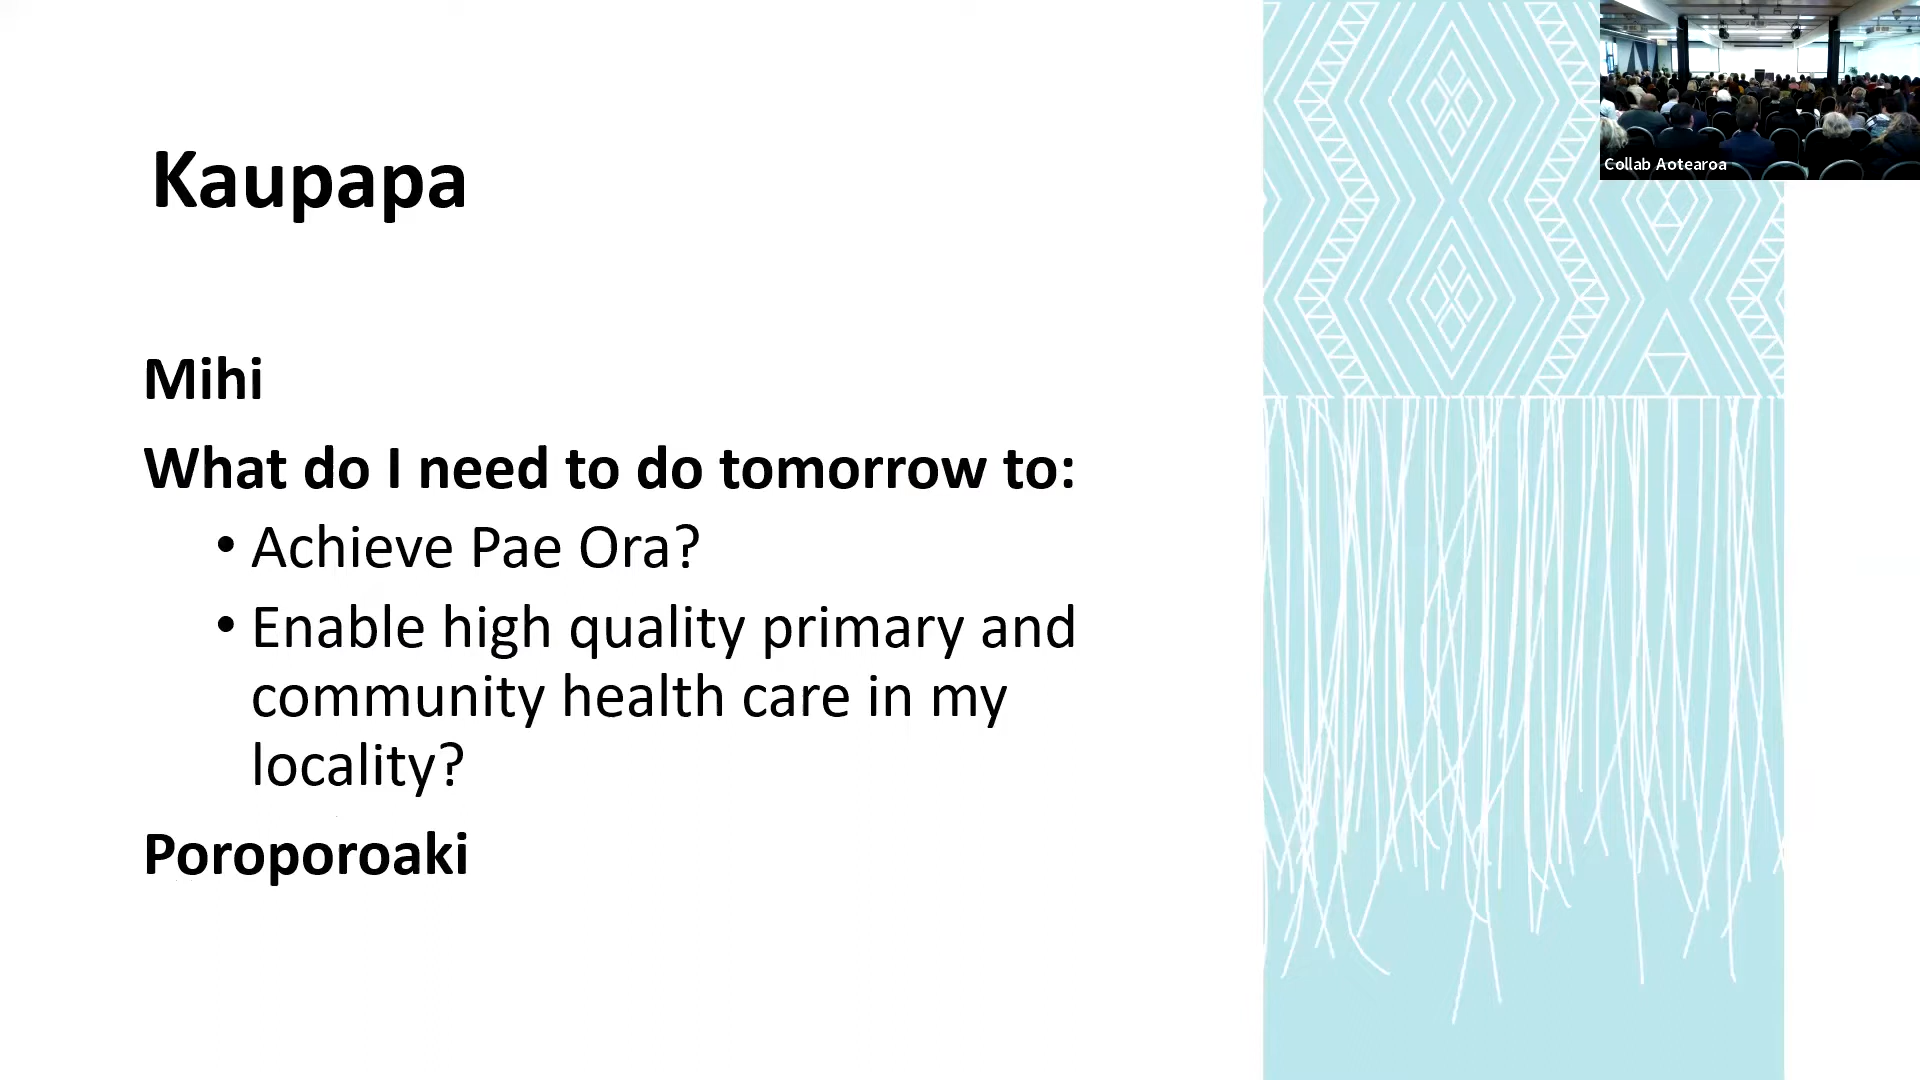 Kaupapa
Mihi
What do I need to do tomorrow to:
• Achieve Pae Ora?
• Enable high quality primary and
community health care in my
locality?
Poroporoaki
Collab Aotearoa